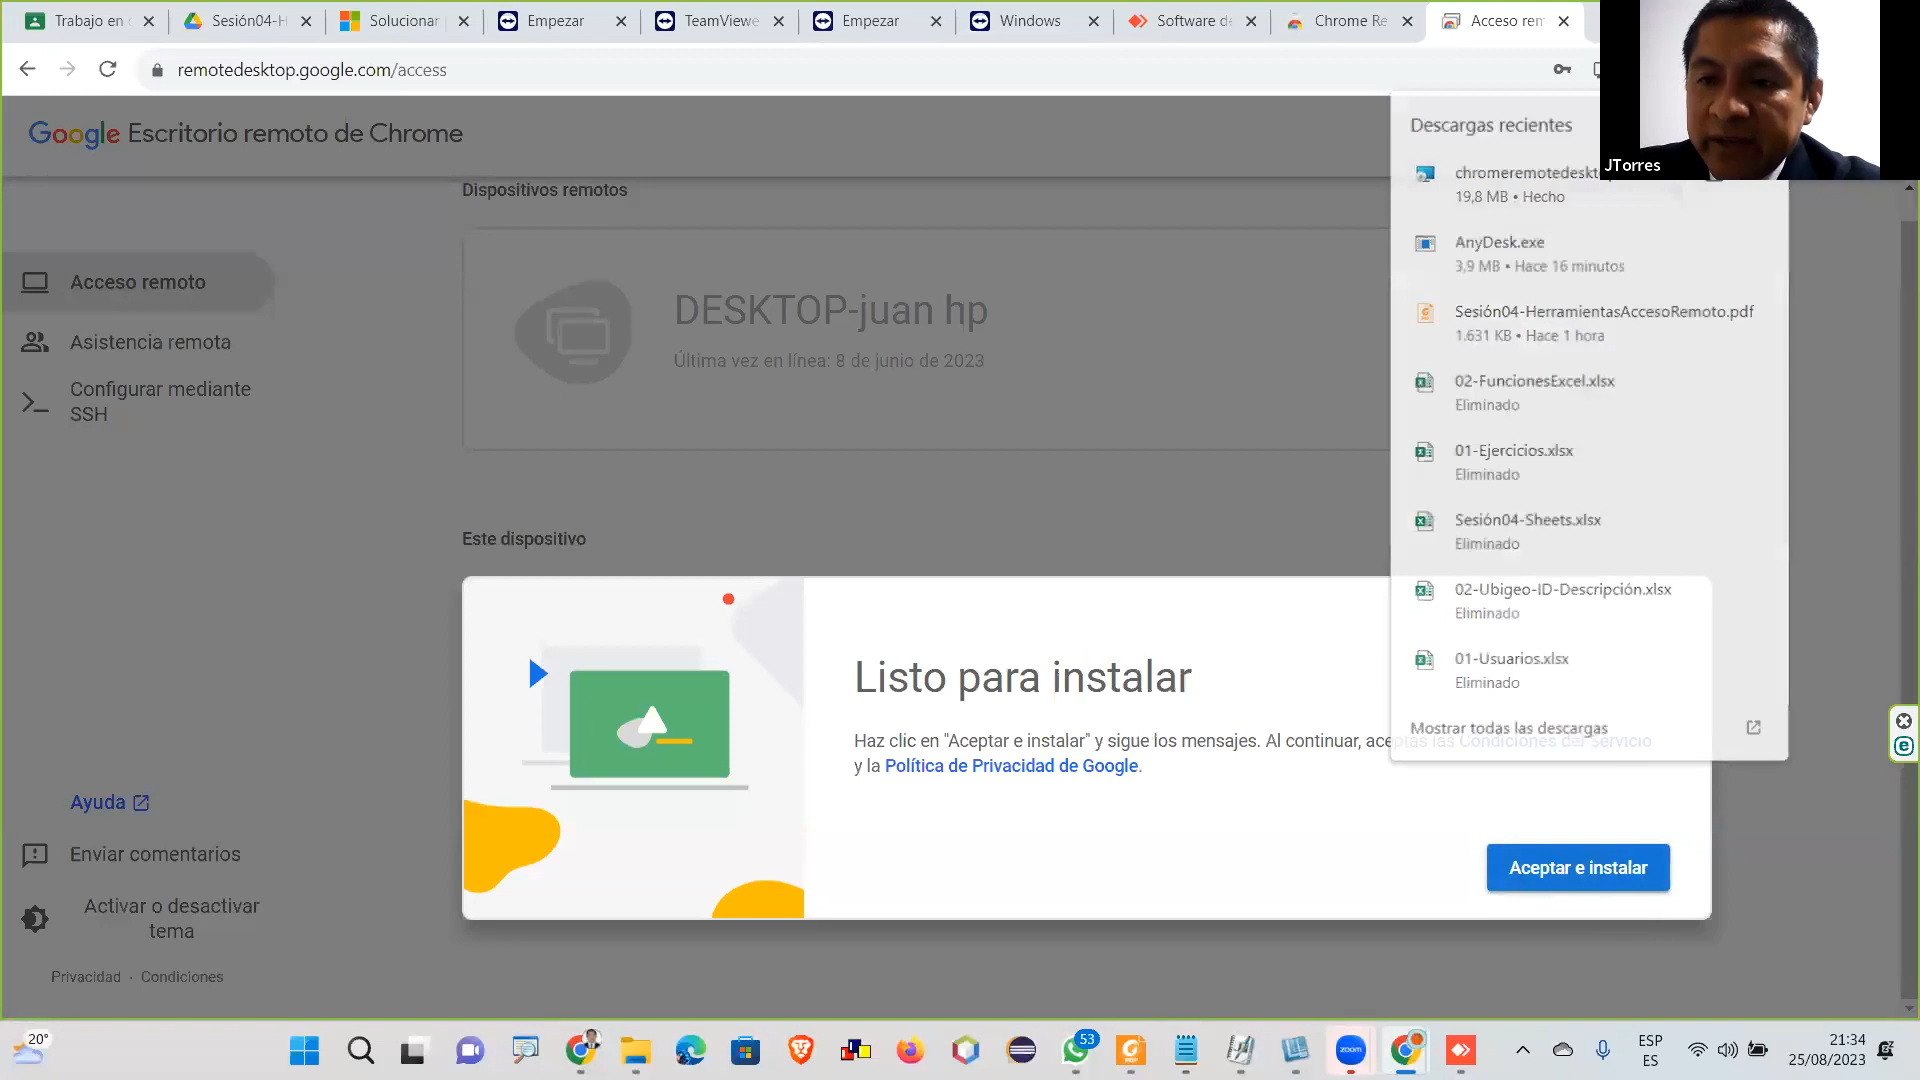 Trabajo en
Sesión04-H
Solucionar
Empezar
TeamViewe
Empezar
Windows
Software de
Chrome Re
Acceso rem
remotedesktop.google.com/access
Google Escritorio remoto de Chrome
Descargas recientes
JTorres
chromeremotedeskt
19,8 MB • Hecho
AnyDesk.exe
3,9 MB • Hace 16 minutos
Sesión04-HerramientasAccesoRemoto.pdf
1.631 KB • Hace 1 hora
02-FuncionesExcel.xlsx
Eliminado
01-Ejercicios.xlsx
Eliminado
Sesión04-Sheets.xlsx
Eliminado
02-Ubigeo-ID-Descripción.xlsx
Eliminado
01-Usuarios.xlsx
Eliminado
Mostrar todas las descargas
Dispositivos remotos
Acceso remoto
Asistencia remota
Configurar mediante
SSH
DESKTOP-juan hp
Última vez en línea: 8 de junio de 2023
Este dispositivo
Listo para instalar
Haz clic en "Aceptar e instalar" y sigue los mensajes. Al continuar, aceptas las Condiciones del Servicio
y la Política de Privacidad de Google.
Aceptar e instalar
Ayuda
Enviar comentarios
Activar o desactivar
tema
Privacidad · Condiciones
20°
53
zoom
ESP
ES
21:34
25/08/2023